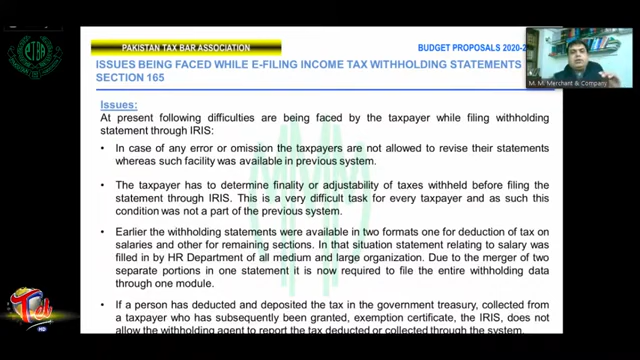 PTBA
PAKISTAN TAX BAR ASSOCIATION
BUDGET PROPOSALS 2020-2
ISSUES BEING FACED WHILE E-FILING INCOME TAX WITHHOLDING STATEMENTS
SECTION 165
M. M. Merchant & Company
Issues:
At present following difficulties are being faced by the taxpayer while filing withholding
statement through IRIS:
• In case of any error or omission the taxpayers are not allowed to revise their statements
whereas such facility was available in previous system.
• The taxpayer has to determine finality or adjustability of taxes withheld before filing the
statement through IRIS. This is a very difficult task for every taxpayer and as such this
condition was not a part of the previous system.
• Earlier the withholding statements were available in two formats one for deduction of tax on
salaries and other for remaining sections. In that situation statement relating to salary was
filled in by HR Department of all medium and large organization. Due to the merger of two
separate portions in one statement it is now required to file the entire withholding data
through one module.
• If a person has deducted and deposited the tax in the government treasury, collected from
a taxpayer who has subsequently been granted, exemption certificate, the IRIS, does not
allow the withholding agent to report the tax deducted or collected through the system.
HD